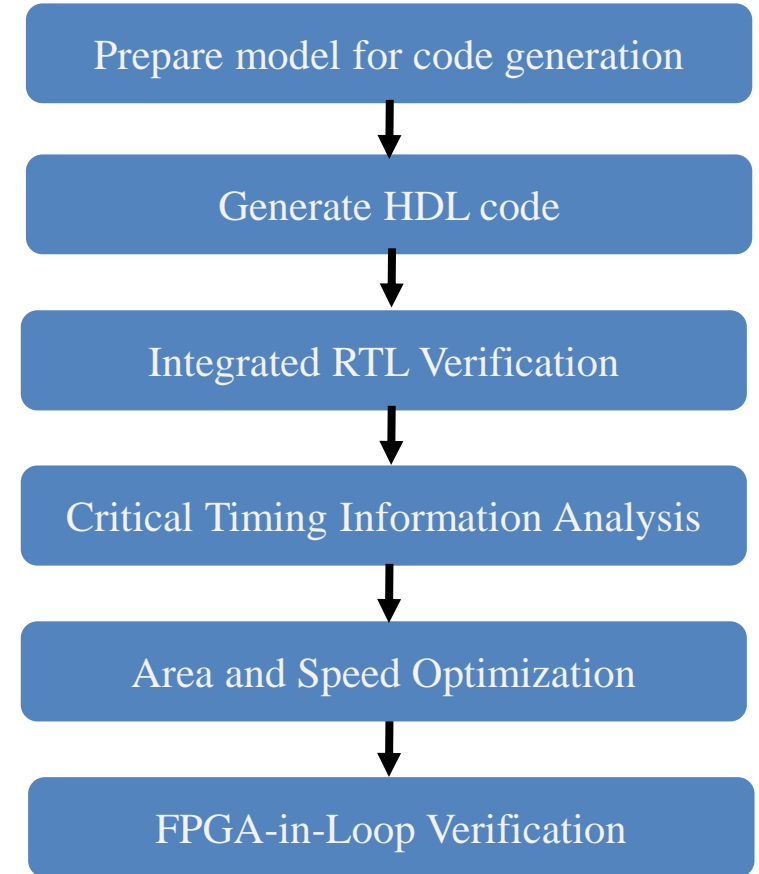 Prepare model for code generation
Generate HDL code
Integrated RTL Verification
Critical Timing Information Analysis
Area and Speed Optimization
FPGA-in-Loop Verification